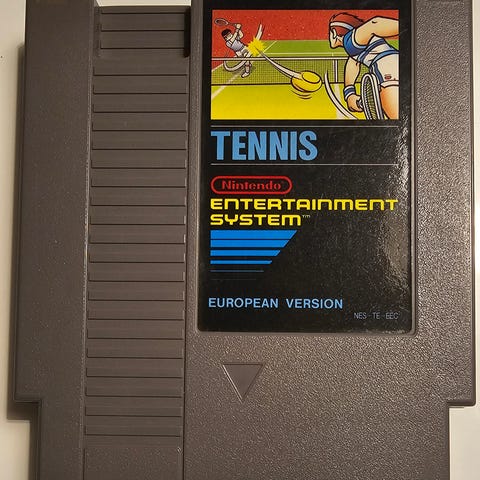 TENNIS
Nintendo
ENTERTAINMENT
SYSTEM™
EUROPEAN VERSION
NES-TE-EEC